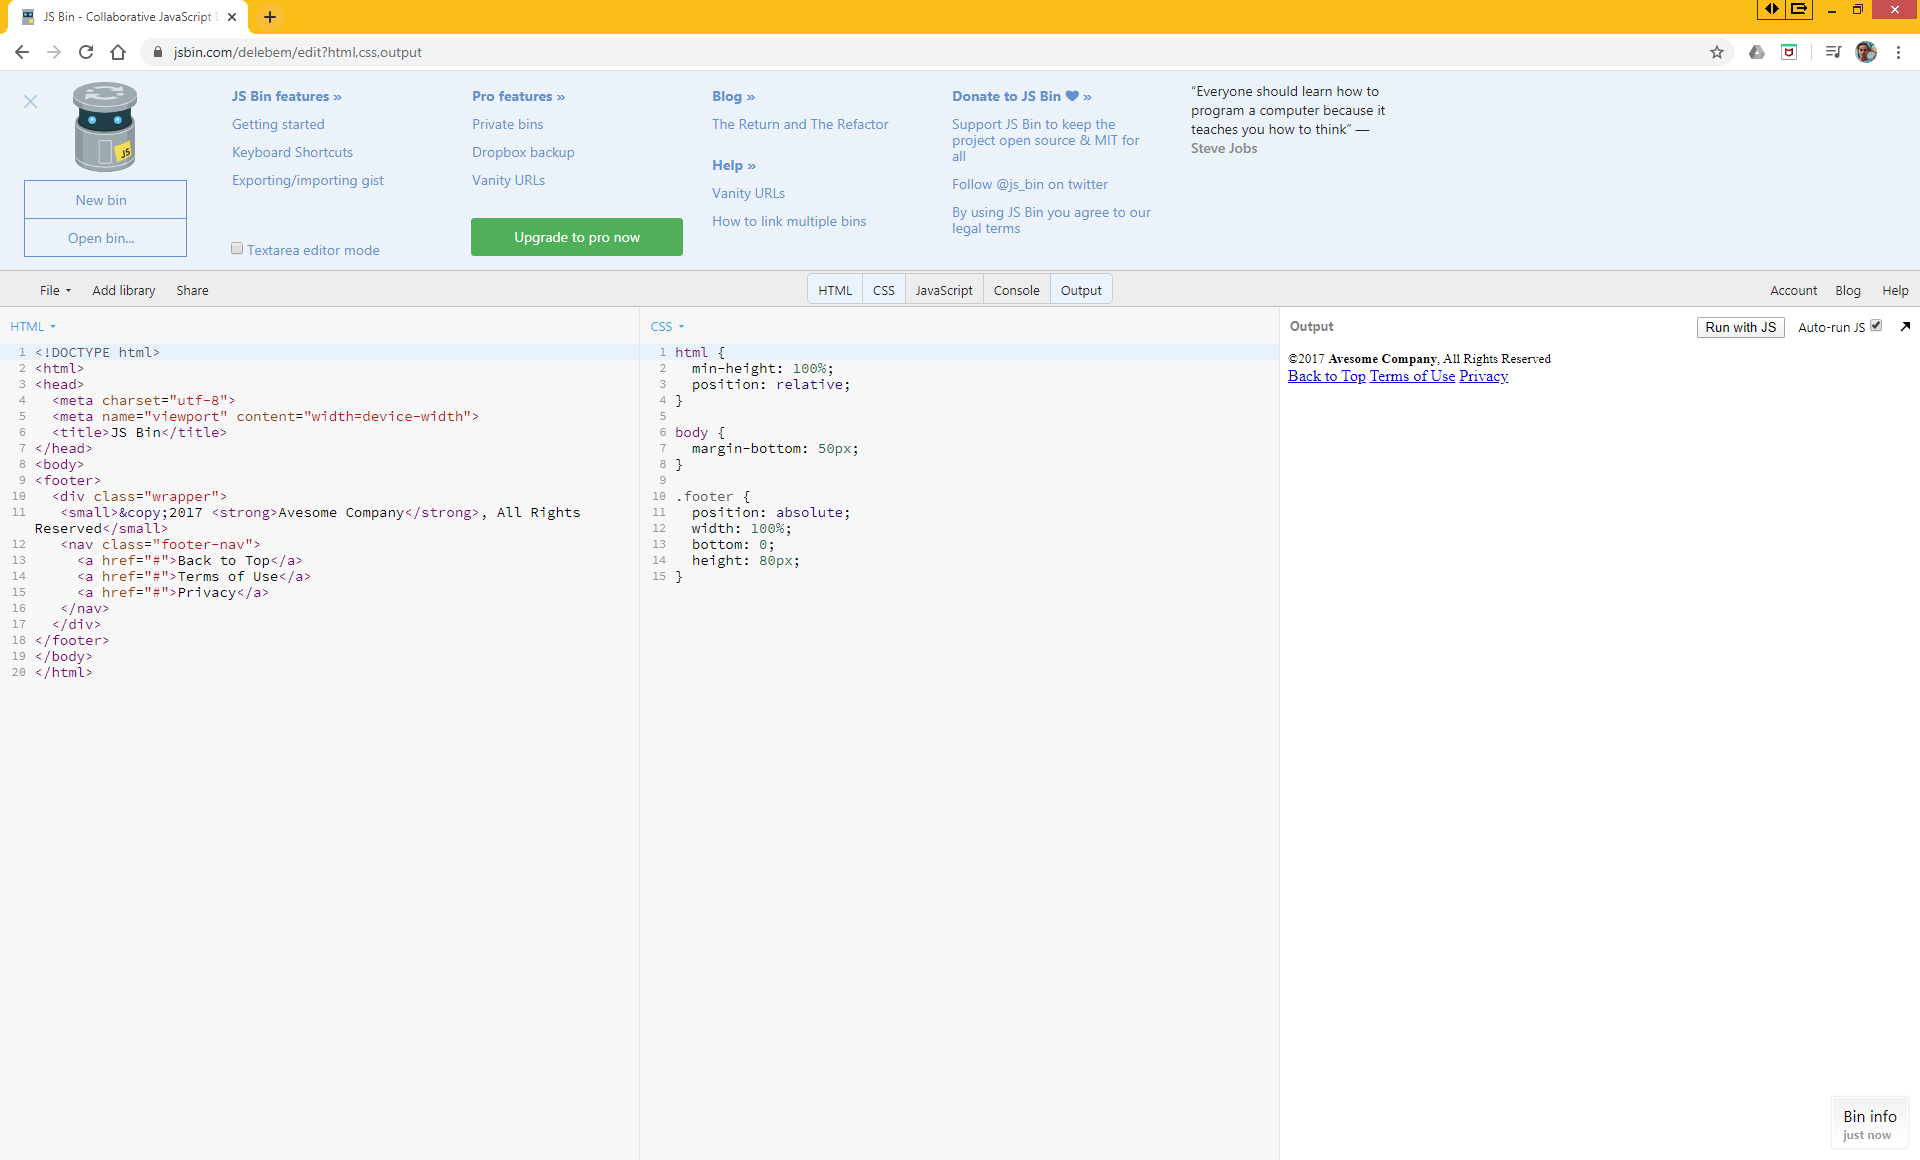 JS Bin - Collaborative JavaScript
jsbin.com/delebem/edit?html,css,output
JS
New bin
Open bin...
JS Bin features »
Getting started
Keyboard Shortcuts
Exporting/importing gist
Textarea editor mode
Pro features »
Private bins
Dropbox backup
Vanity URLs
Upgrade to pro now
Blog »
The Return and The Refactor
Help »
Vanity URLs
How to link multiple bins
Donate to JS Bin ♥ »
Support JS Bin to keep the
project open source & MIT for
all
Follow @js_bin on twitter
By using JS Bin you agree to our
legal terms
“Everyone should learn how to
program a computer because it
teaches you how to think” —
Steve Jobs
File Add library Share
HTML CSS JavaScript Console Output
Account Blog Help
HTML
1 <!DOCTYPE html>
2 <html>
3 <head>
4 <meta charset="utf-8">
5 <meta name="viewport" content="width=device-width">
6 <title>JS Bin</title>
7 </head>
8 <body>
9 <footer>
10 <div class="wrapper">
11 <small>&copy;2017 <strong>Avesome Company</strong>, All Rights
Reserved</small>
12 <nav class="footer-nav">
13 <a href="#">Back to Top</a>
14 <a href="#">Terms of Use</a>
15 <a href="#">Privacy</a>
16 </nav>
17 </div>
18 </footer>
19 </body>
20 </html>
CSS
1 html {
2 min-height: 100%;
3 position: relative;
4 }
5
6 body {
7 margin-bottom: 50px;
8 }
9
10 .footer {
11 position: absolute;
12 width: 100%;
13 bottom: 0;
14 height: 80px;
15 }
Output
Run with JS Auto-run JS
©2017 Avesome Company, All Rights Reserved
Back to Top Terms of Use Privacy
Bin info
just now